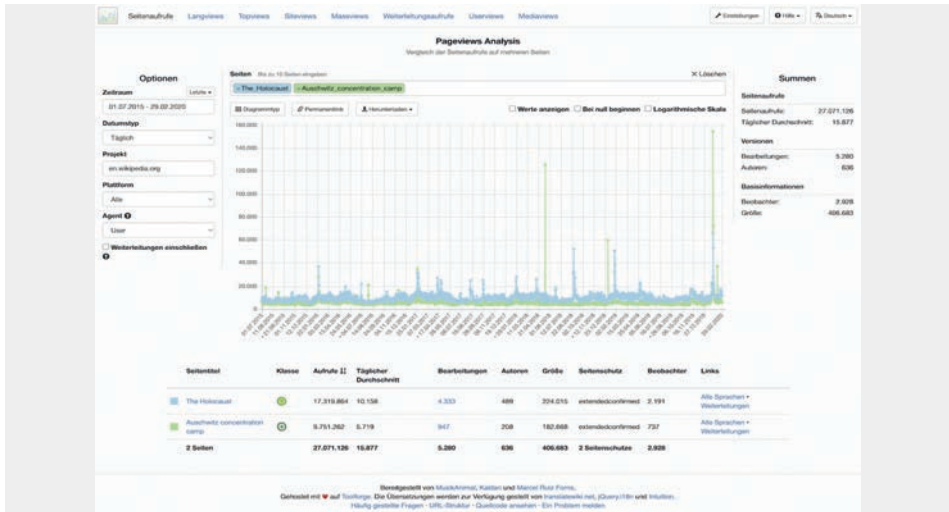 Seitenaufrufe Langviews Topviews Siteviews Massviews Weiterleitungsaufrufe Userviews Mediaviews Einstellungen Hilfe Deutsch
Pageviews Analysis
Vergleich der Seitenaufrufe auf mehreren Seiten
Optionen
Zeitraum Letzte
01.07.2015 - 29.02.2020
Datumstyp
Täglich
Projekt
en.wikipedia.org
Plattform
Alle
Agent
User
Weiterleitungen einschließen
Seiten Bis zu 10 Seiten eingeben × Löschen
The_Holocaust Auschwitz_concentration_camp
Diagrammtyp Permanentlink Herunterladen Werte anzeigen Bei null beginnen Logarithmische Skala
160.000
140.000
120.000
100.000
80.000
60.000
40.000
20.000
0
Summen
Seitenaufrufe
Seitenaufrufe: 27.071.126
Täglicher Durchschnitt: 15.877
Versionen
Bearbeitungen: 5.280
Autoren: 636
Basisinformationen
Beobachter: 2.928
Größe: 406.683
Seitentitel Klasse Aufrufe Täglicher Durchschnitt Bearbeitungen Autoren Größe Seitenschutz Beobachter Links
The Holocaust 17.319.864 10.158 4.333 489 224.015 extendedconfirmed 2.191 Alle Sprachen • Weiterleitungen
Auschwitz concentration camp 9.751.262 5.719 947 208 182.668 extendedconfirmed 737 Alle Sprachen • Weiterleitungen
2 Seiten 27.071.126 15.877 5.280 636 406.683 2 Seitenschutze 2.928
Bereitgestellt von MusikAnimal, Kaldari und Marcel Ruiz Forns.
Gehostet mit ♥ auf Toolforge. Die Übersetzungen werden zur Verfügung gestellt von translatewiki.net, jQuery.i18n und Intuition.
Häufig gestellte Fragen · URL-Struktur · Quellcode ansehen · Ein Problem melden